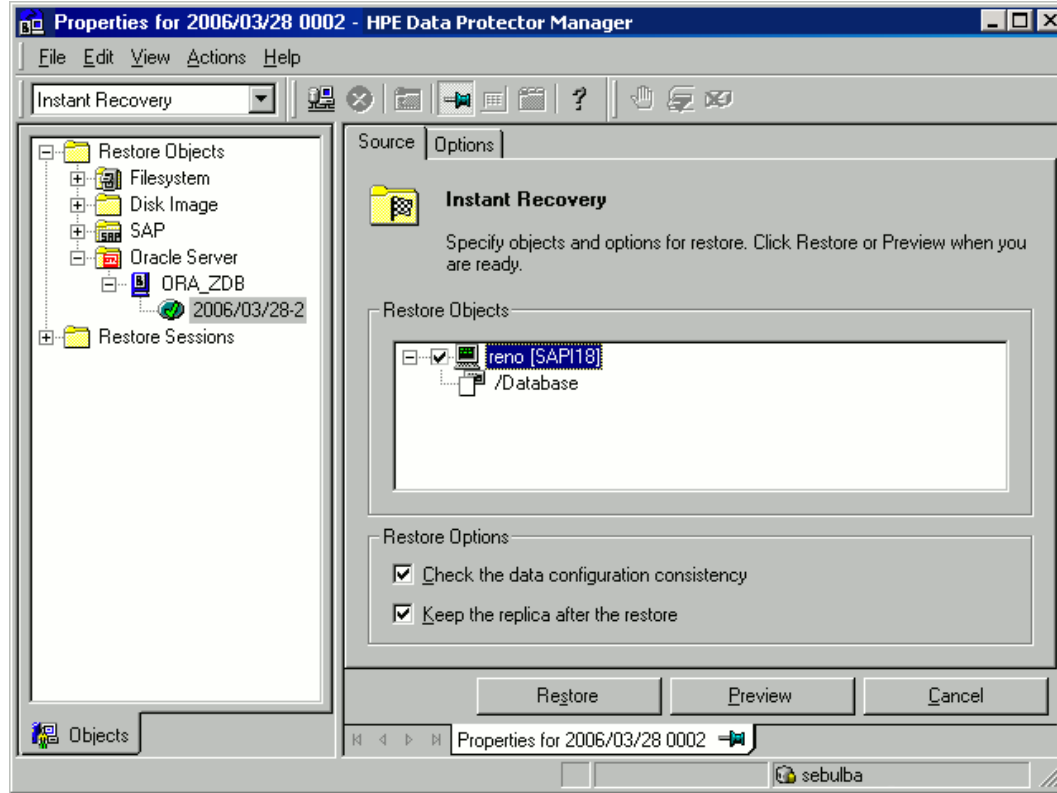 Properties for 2006/03/28 0002 - HPE Data Protector Manager
File Edit View Actions Help
Instant Recovery
Restore Objects
Filesystem
Disk Image
SAP
Oracle Server
ORA_ZDB
2006/03/28-2
Restore Sessions
Objects
Source Options
Instant Recovery
Specify objects and options for restore. Click Restore or Preview when you
are ready.
Restore Objects
reno [SAPI18]
/Database
Restore Options
Check the data configuration consistency
Keep the replica after the restore
Restore Preview Cancel
Properties for 2006/03/28 0002
sebulba